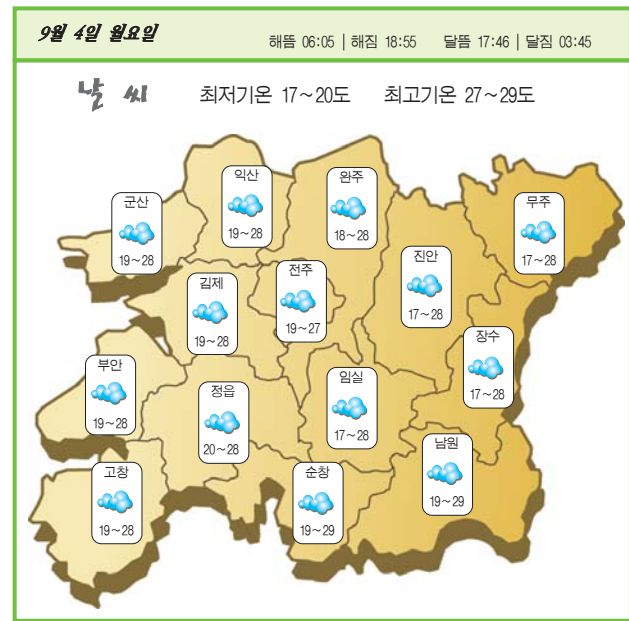 9월 4일 월요일
해뜸 06:05 | 해짐 18:55 달뜸 17:46 | 달짐 03:45
날 씨 최저기온 17~20도 최고기온 27~29도
군산
19~28
익산
19~28
완주
18~28
무주
17~28
김제
19~28
전주
19~27
진안
17~28
장수
17~28
부안
19~28
정읍
20~28
임실
17~28
남원
19~29
고창
19~28
순창
19~29